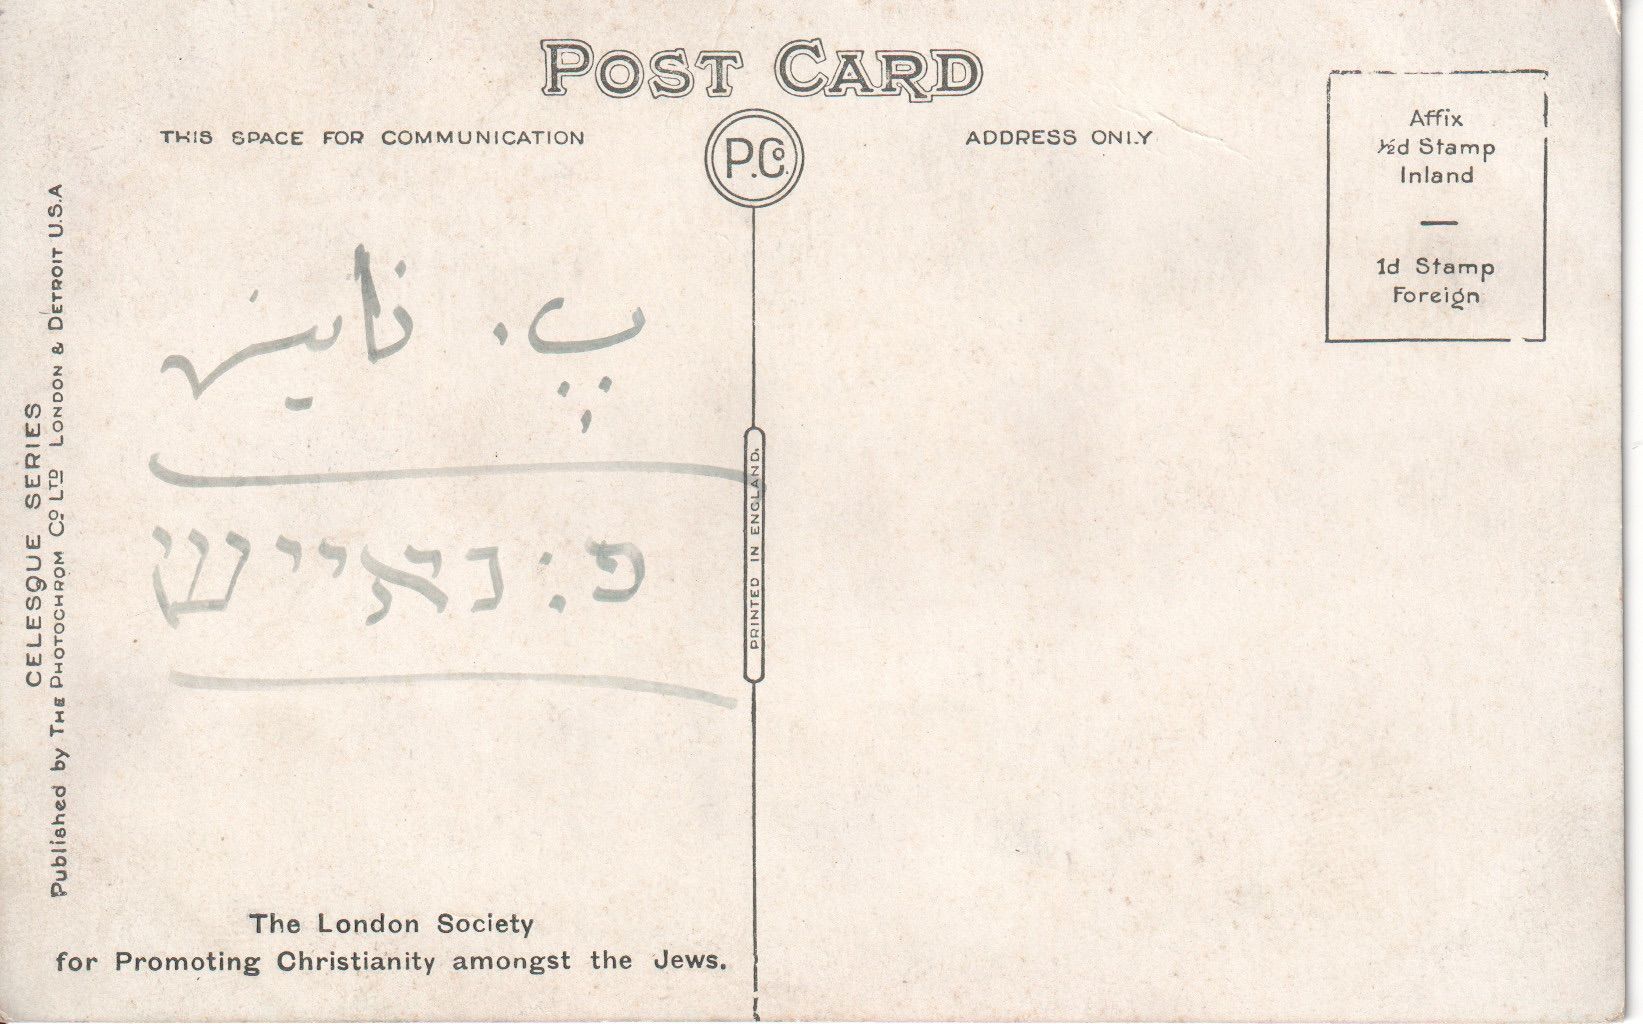 POST CARD
THIS SPACE FOR COMMUNICATION
P.Co.
ADDRESS ONLY
Affix
½d Stamp
Inland
—
1d Stamp
Foreign
פ: נאייש
PRINTED IN ENGLAND.
CELESQUE SERIES
Published by THE PHOTOCHROM Co. LTD LONDON & DETROIT U.S.A
The London Society
for Promoting Christianity amongst the Jews.